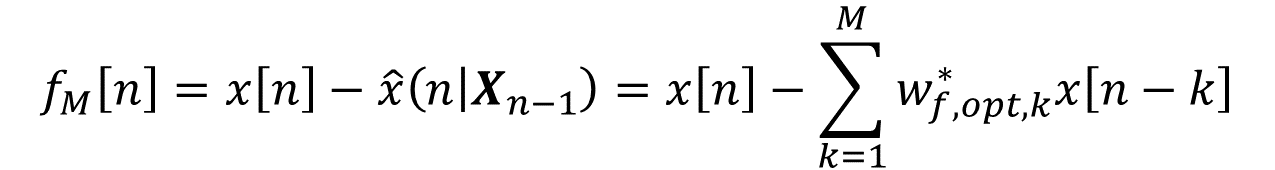 f_M[n] = x[n] − x̂(n|𝑿_{n−1}) = x[n] − ∑_{k=1}^{M} w^*_{f,opt,k} x[n − k]